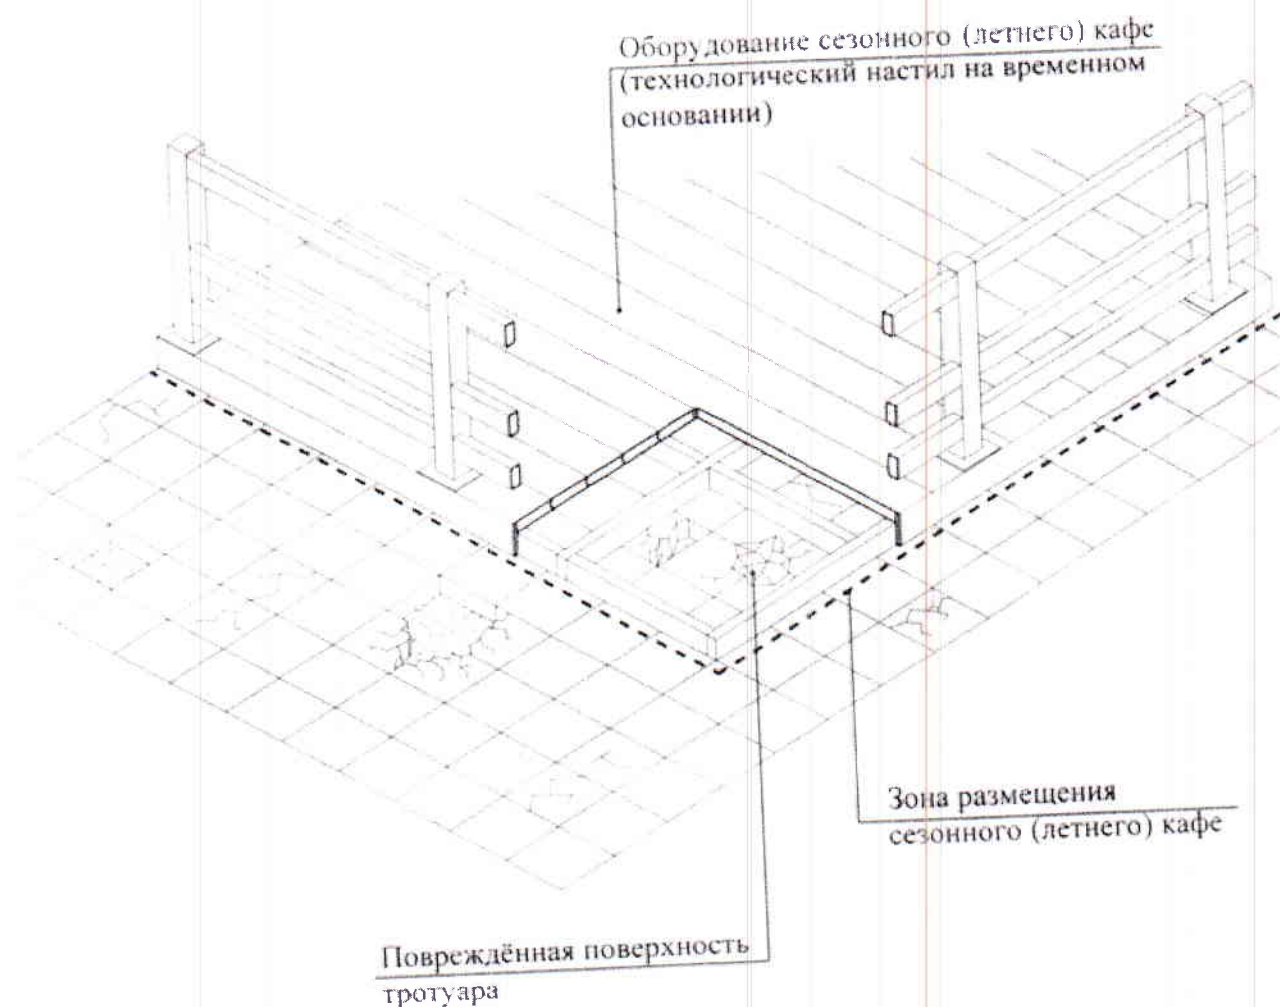 Оборудование сезонного (летнего) кафе
(технологический настил на временном
основании)
Зона размещения
сезонного (летнего) кафе
Повреждённая поверхность
тротуара